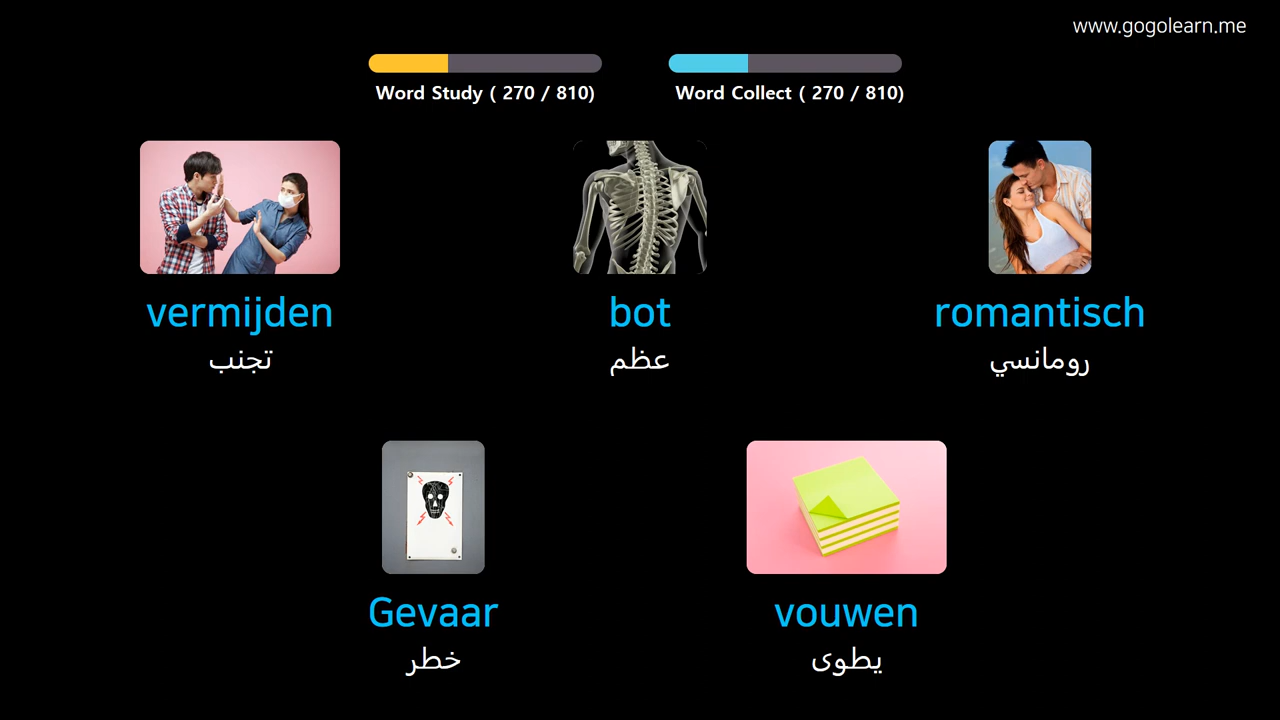 www.gogolearn.me
Word Study ( 270 / 810)
Word Collect ( 270 / 810)
vermijden
تجنب
bot
عظم
romantisch
رومانسي
Gevaar
خطر
vouwen
يطوى